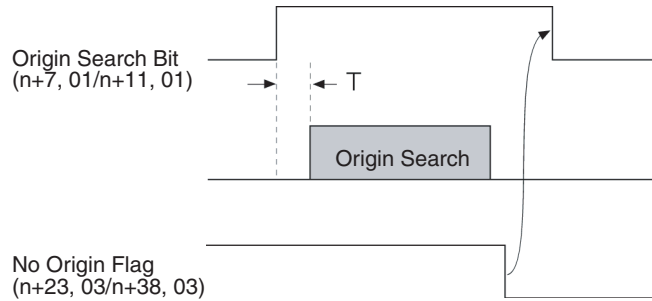 Origin Search Bit
(n+7, 01/n+11, 01)
T
Origin Search
No Origin Flag
(n+23, 03/n+38, 03)